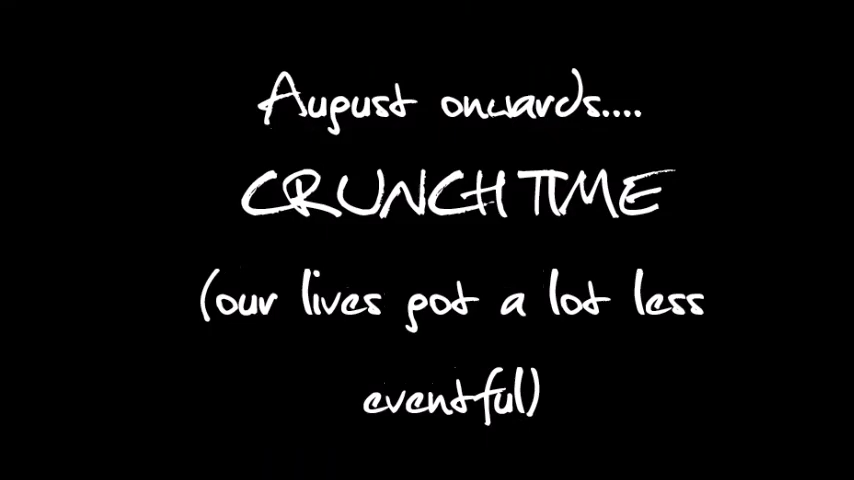 August onwards....
CRUNCH TIME
(our lives got a lot less
eventful)